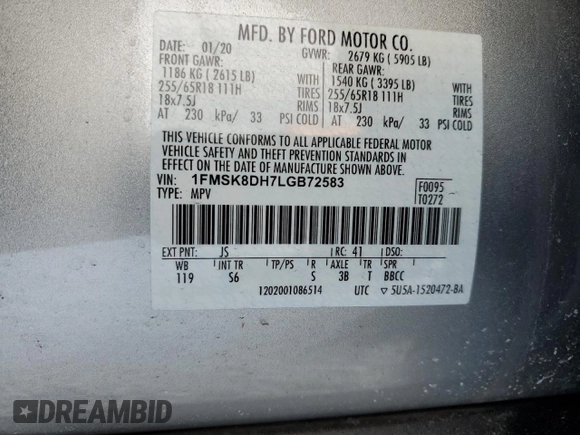 MFD. BY FORD MOTOR CO.
DATE: 01/20 GVWR: 2679 KG ( 5905 LB)
FRONT GAWR: REAR GAWR:
1186 KG ( 2615 LB) WITH 1540 KG ( 3395 LB) WITH
255/65R18 111H TIRES 255/65R18 111H TIRES
18x7.5J RIMS 18x7.5J RIMS
AT 230 kPa/ 33 PSI COLD AT 230 kPa/ 33 PSI COLD
THIS VEHICLE CONFORMS TO ALL APPLICABLE FEDERAL MOTOR
VEHICLE SAFETY AND THEFT PREVENTION STANDARDS IN
EFFECT ON THE DATE OF MANUFACTURE SHOWN ABOVE.
VIN: 1FMSK8DH7LGB72583 F0095
TYPE: MPV T0272
EXT PNT: JS RC: 41 DSO:
WB INT TR TP/PS R AXLE TR SPR
119 S6 S 3B T BBCC
1202001086514 UTC ▽ 5U5A-1520472-BA
DREAMBID